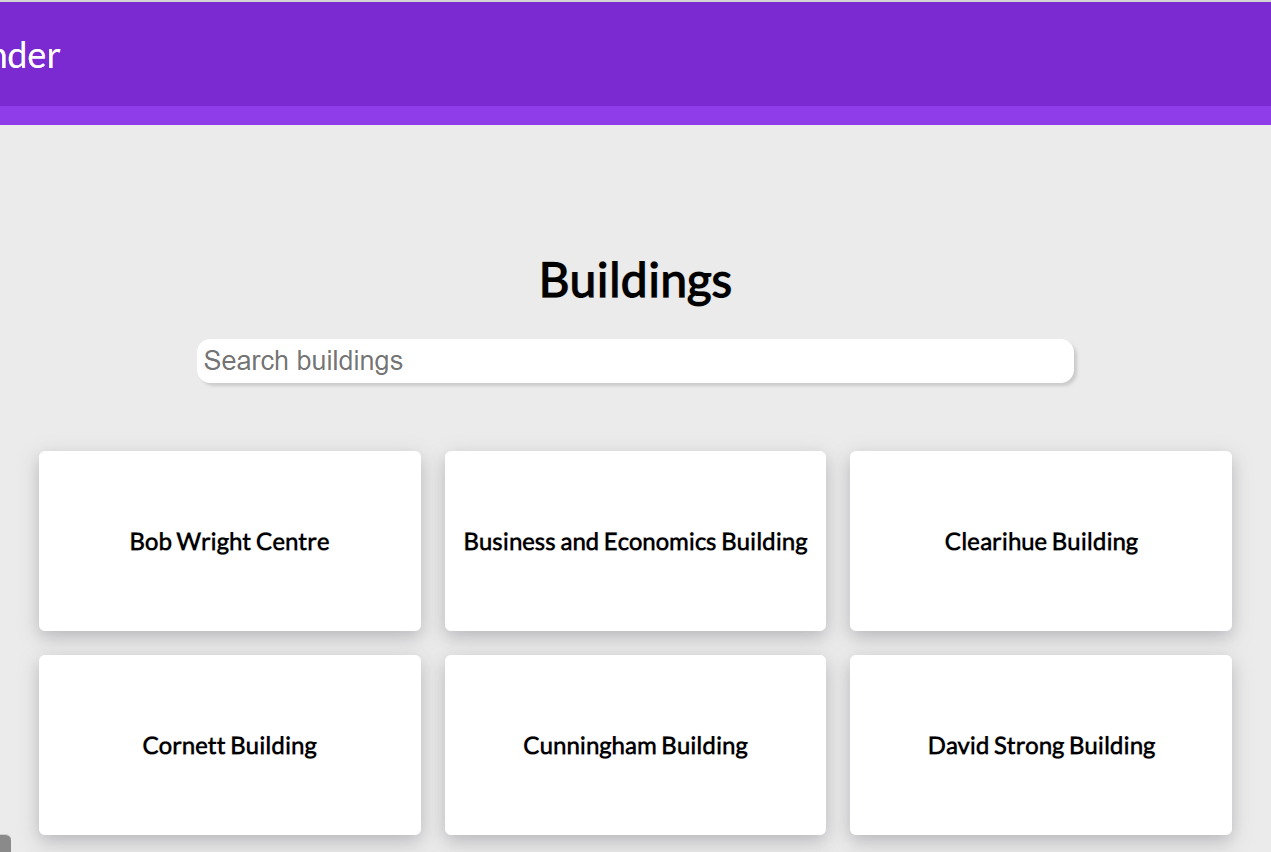 nder
Buildings
Search buildings
Bob Wright Centre
Business and Economics Building
Clearihue Building
Cornett Building
Cunningham Building
David Strong Building